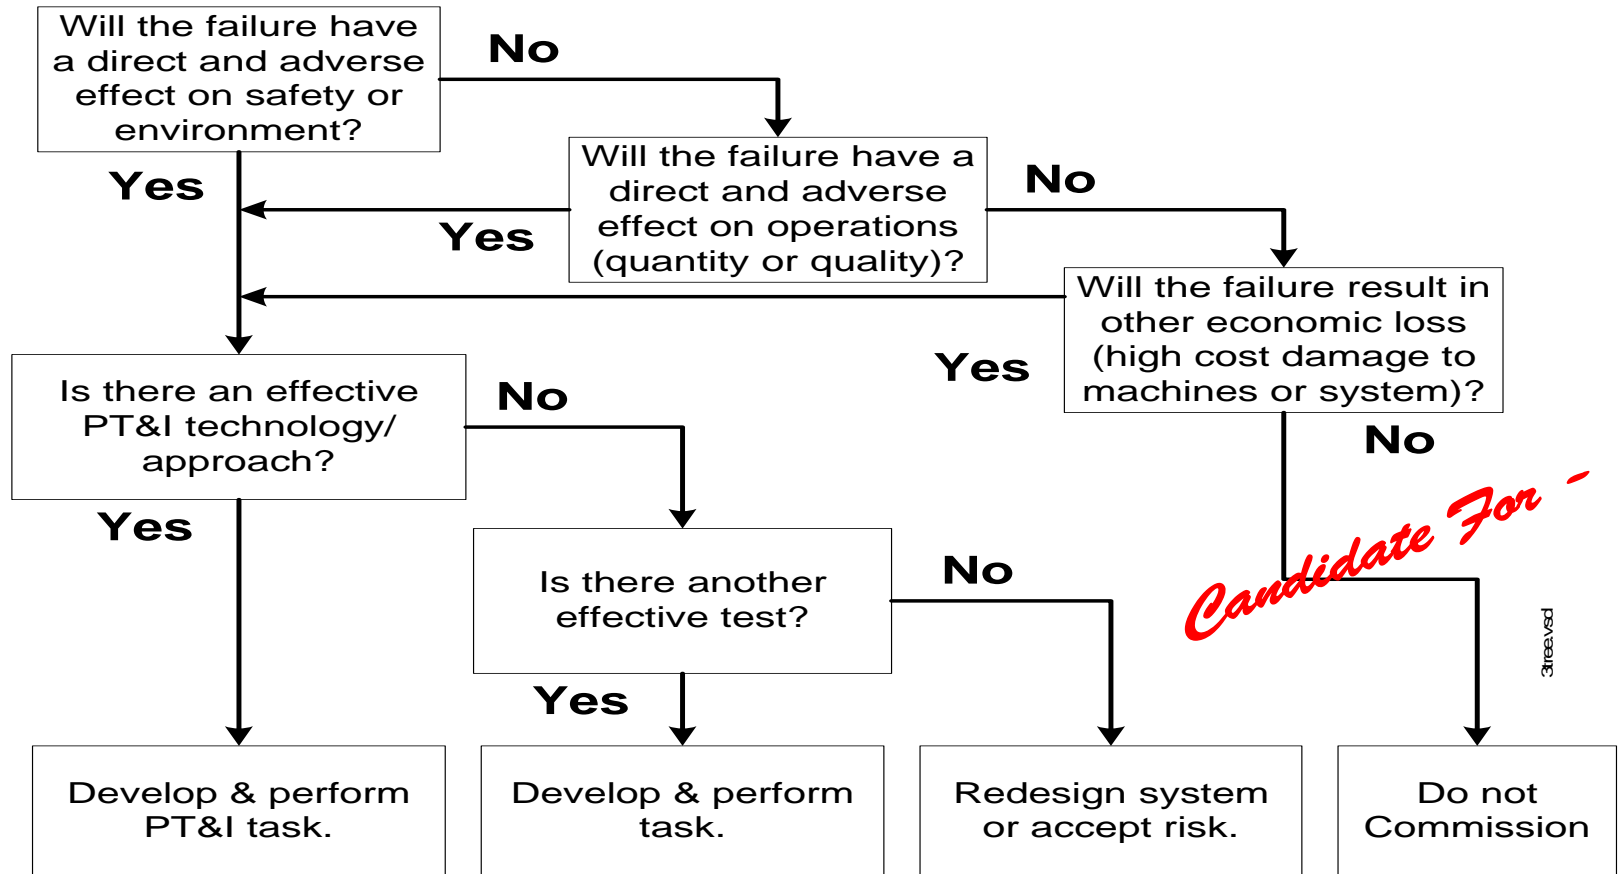 Will the failure have
a direct and adverse
effect on safety or
environment?
No
Yes
Will the failure have a
direct and adverse
effect on operations
(quantity or quality)?
No
Yes
Will the failure result in
other economic loss
(high cost damage to
machines or system)?
Yes
No
Is there an effective
PT&I technology/
approach?
No
Yes
Candidate For -
Is there another
effective test?
No
Yes
3tree.vsd
Develop & perform
PT&I task.
Develop & perform
task.
Redesign system
or accept risk.
Do not
Commission